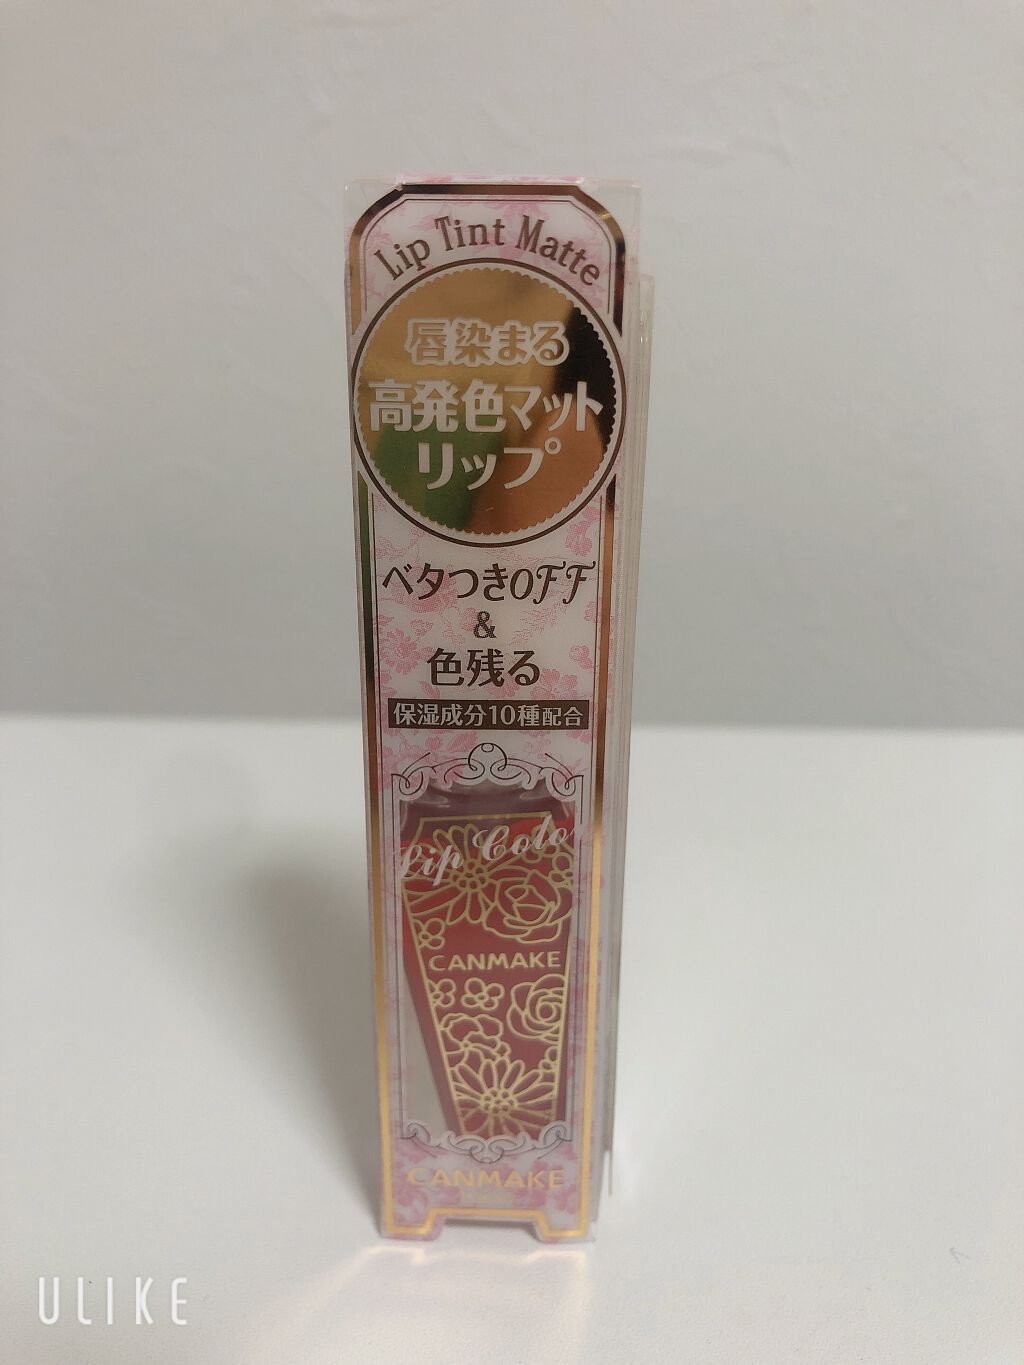 Lip Tint Matte
唇染まる
高発色マット
リップ
ベタつきOFF
&
色残る
保湿成分10種配合
Lip Color
CANMAKE
CANMAKE
ULIKE